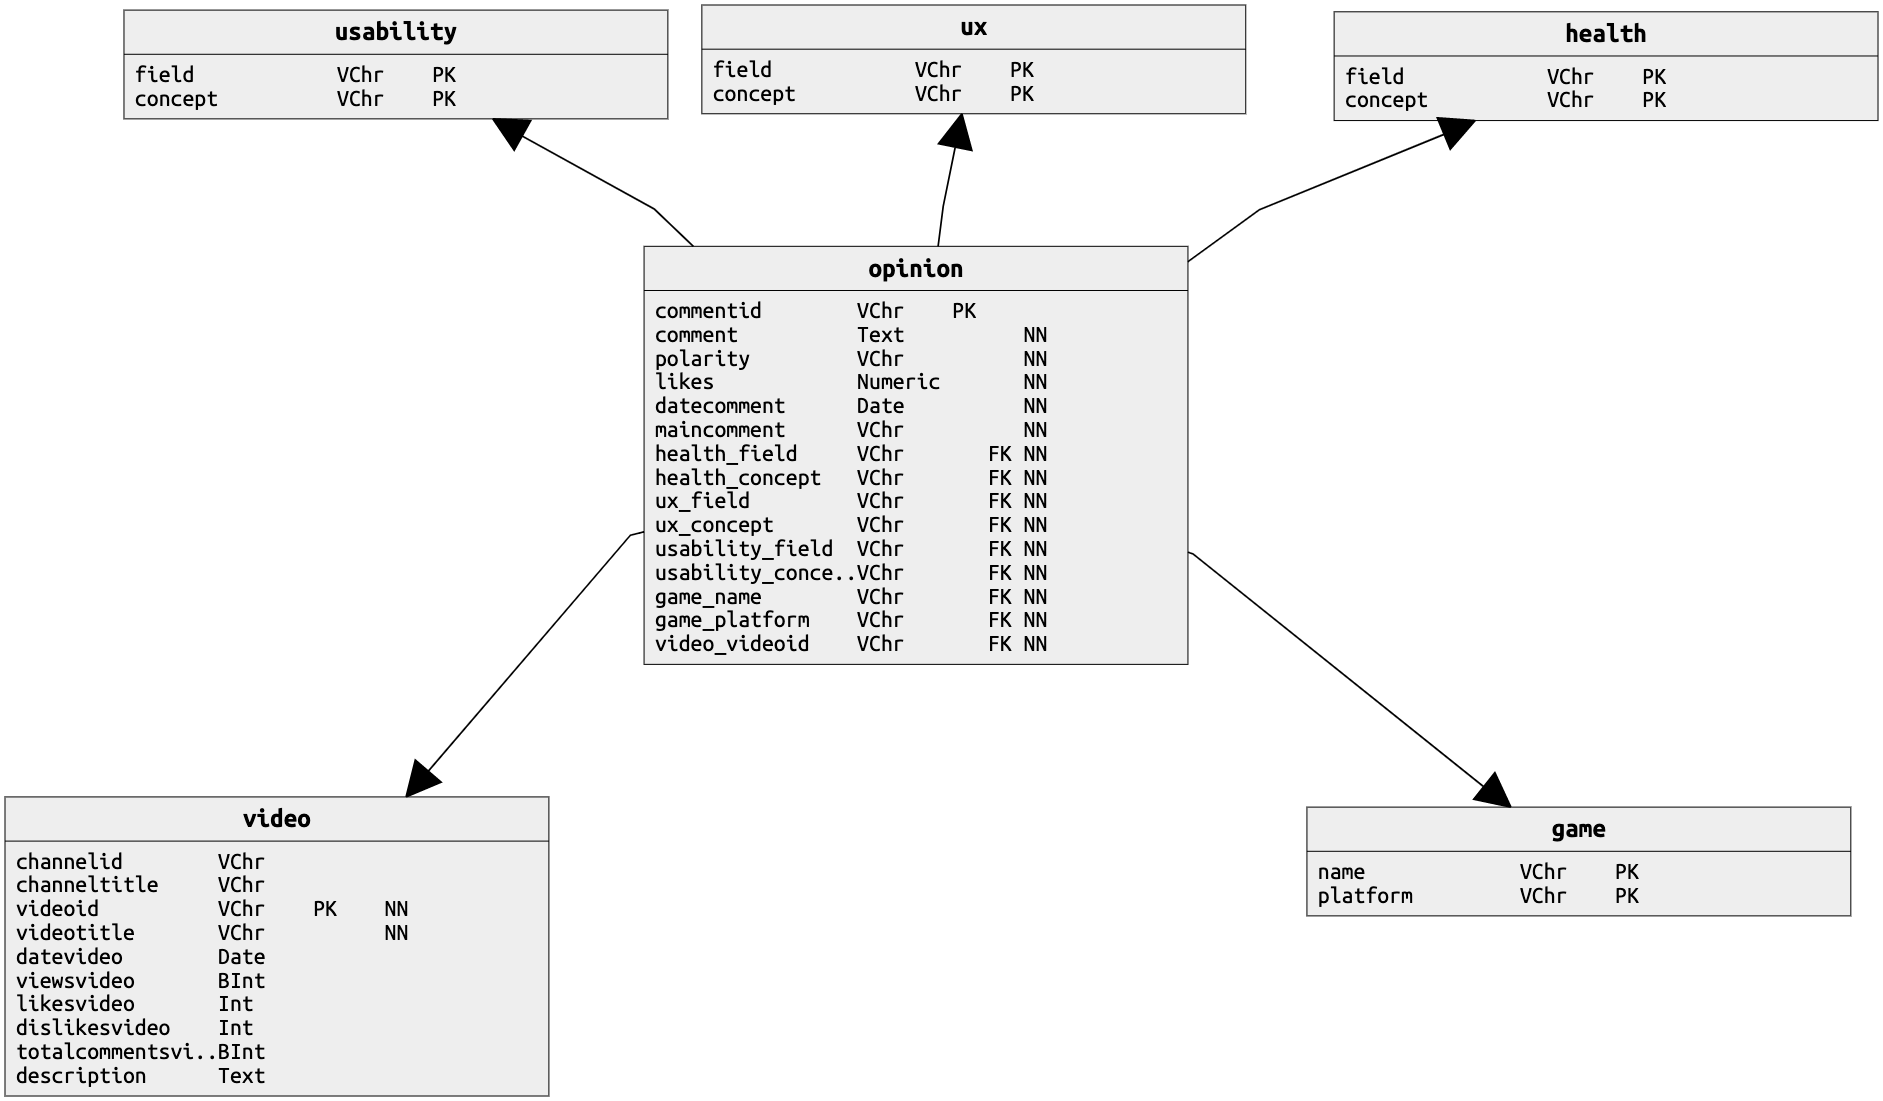 usability
field VChr PK
concept VChr PK
ux
field VChr PK
concept VChr PK
health
field VChr PK
concept VChr PK
opinion
commentid VChr PK
comment Text NN
polarity VChr NN
likes Numeric NN
datecomment Date NN
maincomment VChr NN
health_field VChr FK NN
health_concept VChr FK NN
ux_field VChr FK NN
ux_concept VChr FK NN
usability_field VChr FK NN
usability_conce..VChr FK NN
game_name VChr FK NN
game_platform VChr FK NN
video_videoid VChr FK NN
video
channelid VChr
channeltitle VChr
videoid VChr PK NN
videotitle VChr NN
datevideo Date
viewsvideo BInt
likesvideo Int
dislikesvideo Int
totalcommentsvi..BInt
description Text
game
name VChr PK
platform VChr PK